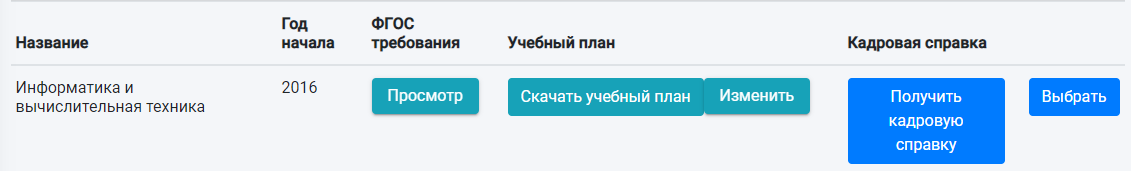 Название
Год
начала
ФГОС
требования
Учебный план
Кадровая справка
Информатика и
вычислительная техника
2016
Просмотр
Скачать учебный план
Изменить
Получить
кадровую
справку
Выбрать